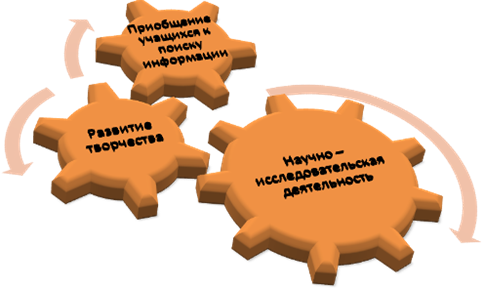 Приобщение
учащихся к
поиску
информации
Развитие
творчества
Научно –
исследовательская
деятельность